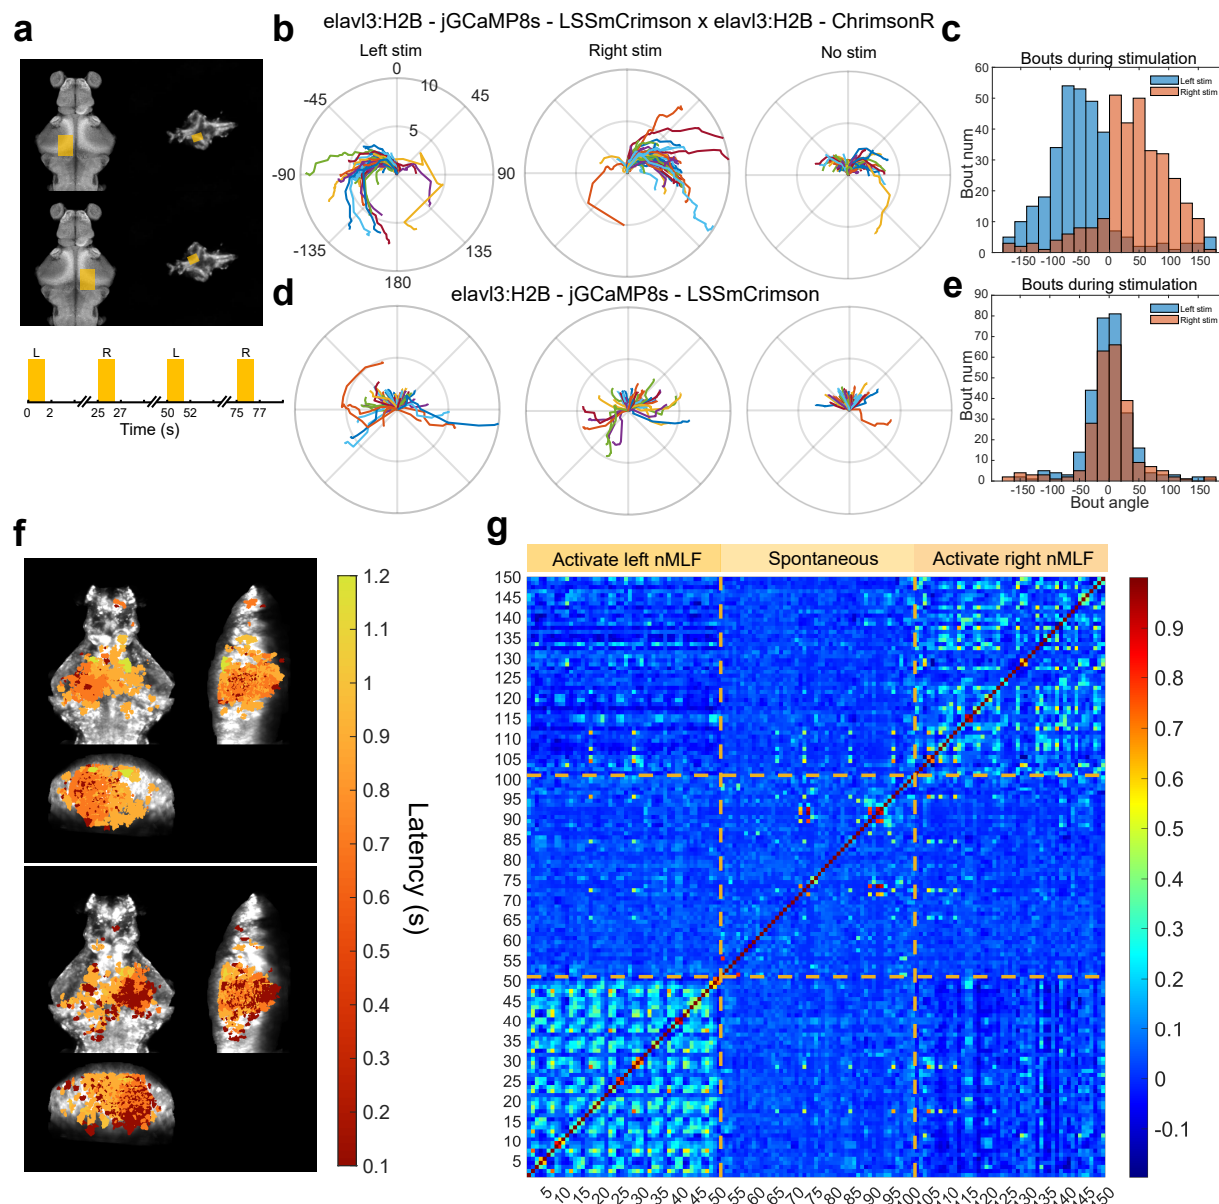 a
b
elavl3:H2B - jGCaMP8s - LSSmCrimson x elavl3:H2B - ChrimsonR
c
Left stim
Right stim
No stim
0
45
90
135
180
-135
-90
-45
5
10
Bouts during stimulation
Left stim
Right stim
Bout num
60
50
40
30
20
10
0
-150 -100 -50 0 50 100 150
L R L R
0 2 25 27 50 52 75 77
Time (s)
d
elavl3:H2B - jGCaMP8s - LSSmCrimson
e
Bouts during stimulation
Left stim
Right stim
Bout num
90
80
70
60
50
40
30
20
10
0
-150 -100 -50 0 50 100 150
Bout angle
f
1.2
1.1
1
0.9
0.8
0.7
0.6
0.5
0.4
0.3
0.2
0.1
Latency (s)
g
Activate left nMLF Spontaneous Activate right nMLF
150
145
140
135
130
125
120
115
110
105
100
95
90
85
80
75
70
65
60
55
50
45
40
35
30
25
20
15
10
5
5 10 15 20 25 30 35 40 45 50 55 60 65 70 75 80 85 90 95 100 105 110 115 120 125 130 135 140 145 150
0.9
0.8
0.7
0.6
0.5
0.4
0.3
0.2
0.1
0
-0.1